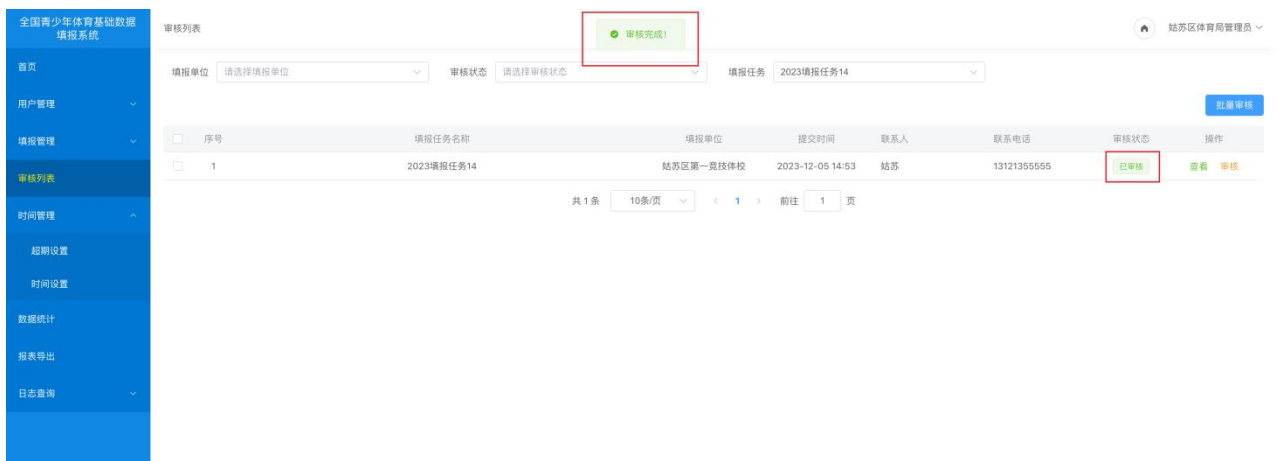 全国青少年体育基础数据
填报系统
审核列表
审核完成!
姑苏区体育局管理员
首页
填报单位 请选择填报单位 审核状态 请选择审核状态 填报任务 2023填报任务14
用户管理
批量审核
填报管理
序号 填报任务名称 填报单位 提交时间 联系人 联系电话 审核状态 操作
1 2023填报任务14 姑苏区第一竞技体校 2023-12-05 14:53 姑苏 13121355555 已审核 查看 审核
审核列表
共 1 条 10条/页 < 1 > 前往 1 页
时间管理
超期设置
时间设置
数据统计
报表导出
日志查询